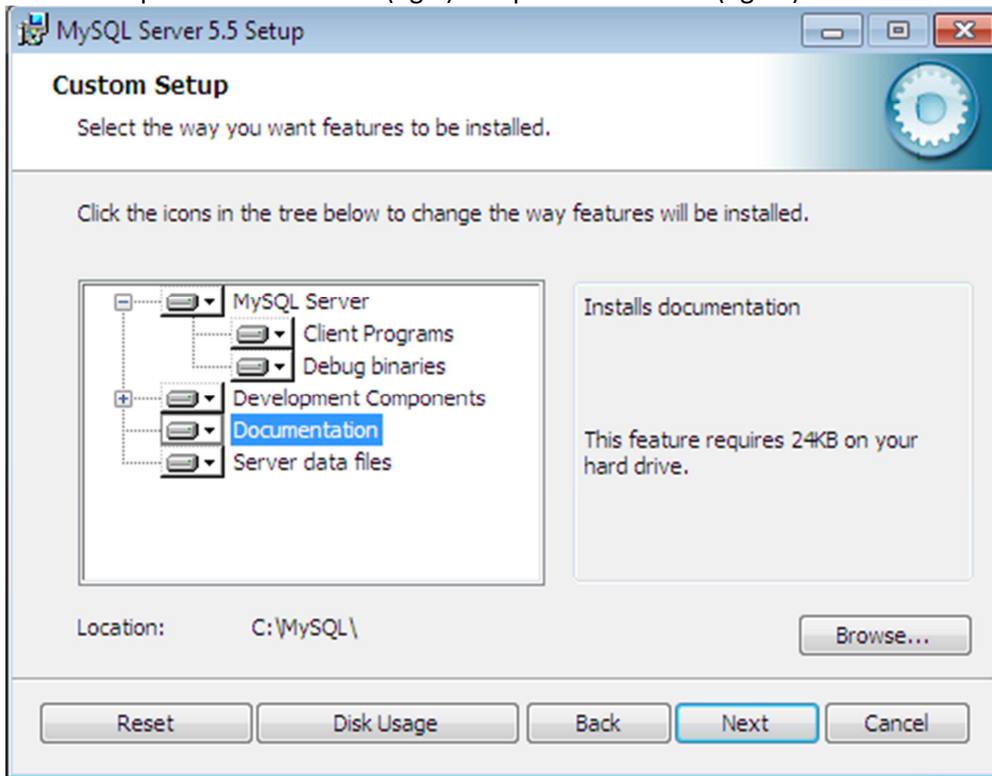 MySQL Server 5.5 Setup
Custom Setup
Select the way you want features to be installed.
Click the icons in the tree below to change the way features will be installed.
MySQL Server
Client Programs
Debug binaries
Development Components
Documentation
Server data files
Installs documentation
This feature requires 24KB on your
hard drive.
Location: C:\MySQL\
Browse...
Reset Disk Usage Back Next Cancel